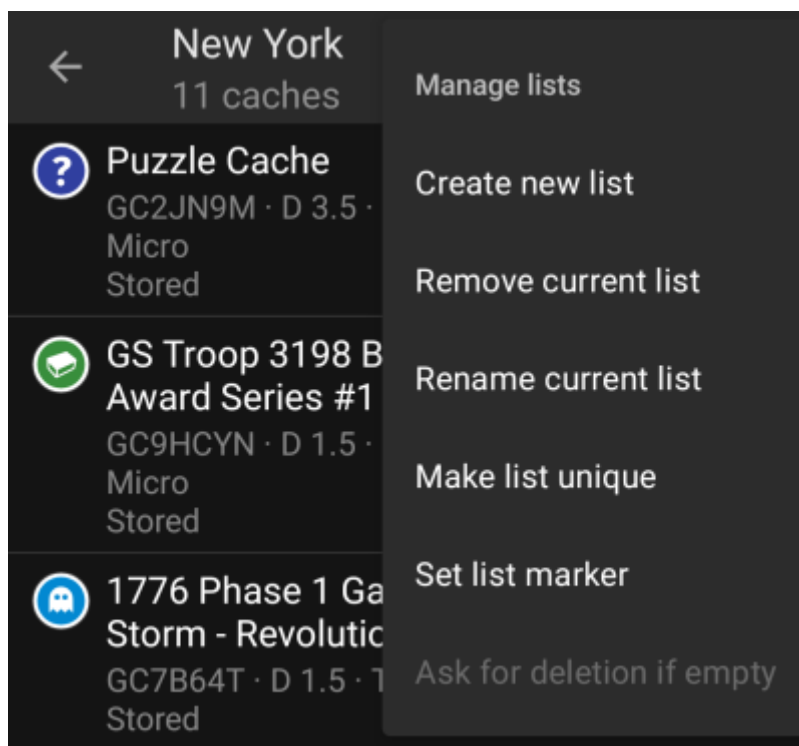 New York
11 caches
Puzzle Cache
GC2JN9M · D 3.5 ·
Micro
Stored
GS Troop 3198 B
Award Series #1
GC9HCYN · D 1.5 ·
Micro
Stored
1776 Phase 1 Ga
Storm - Revolutic
GC7B64T · D 1.5 · T
Stored
Manage lists
Create new list
Remove current list
Rename current list
Make list unique
Set list marker
Ask for deletion if empty